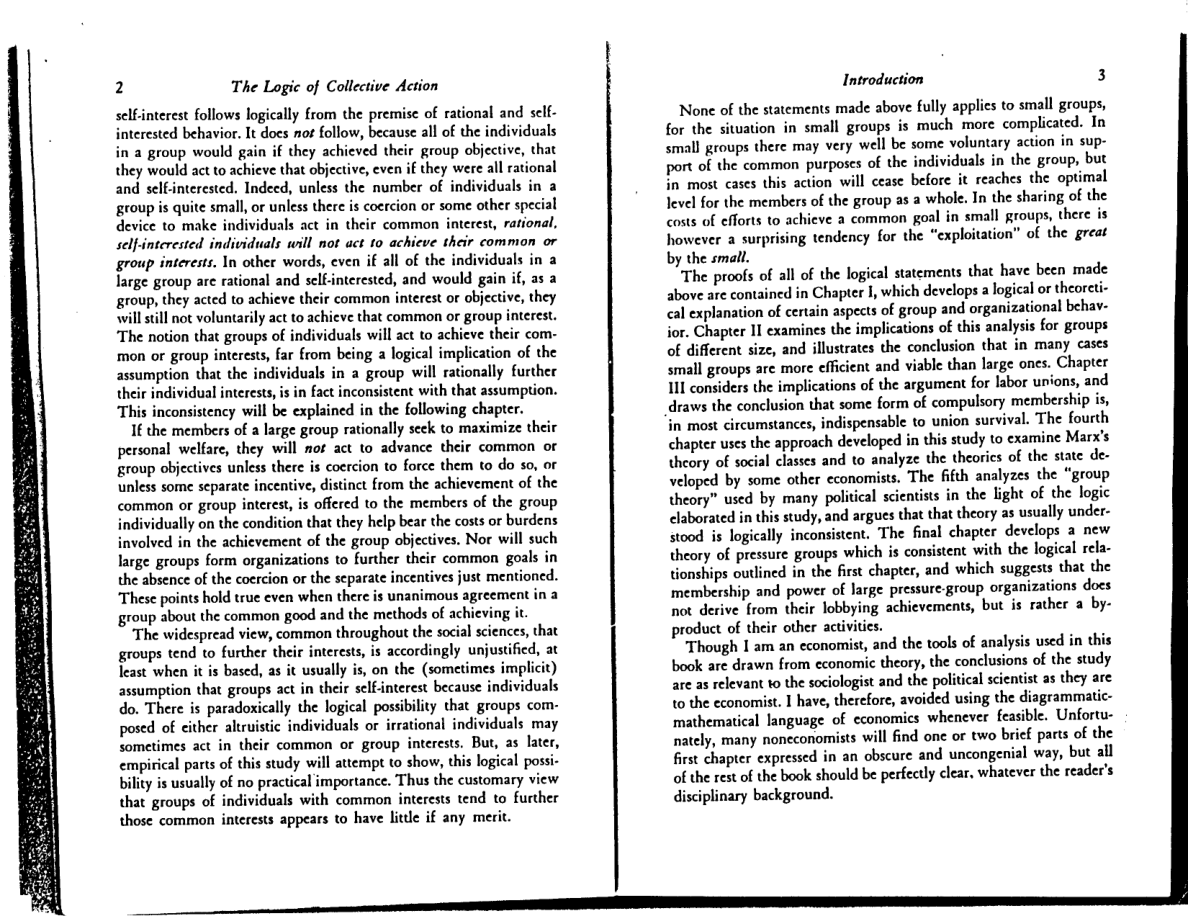 2 The Logic of Collective Action
self-interest follows logically from the premise of rational and self-
interested behavior. It does not follow, because all of the individuals
in a group would gain if they achieved their group objective, that
they would act to achieve that objective, even if they were all rational
and self-interested. Indeed, unless the number of individuals in a
group is quite small, or unless there is coercion or some other special
device to make individuals act in their common interest, rational,
self-interested individuals will not act to achieve their common or
group interests. In other words, even if all of the individuals in a
large group are rational and self-interested, and would gain if, as a
group, they acted to achieve their common interest or objective, they
will still not voluntarily act to achieve that common or group interest.
The notion that groups of individuals will act to achieve their com-
mon or group interests, far from being a logical implication of the
assumption that the individuals in a group will rationally further
their individual interests, is in fact inconsistent with that assumption.
This inconsistency will be explained in the following chapter.
If the members of a large group rationally seek to maximize their
personal welfare, they will not act to advance their common or
group objectives unless there is coercion to force them to do so, or
unless some separate incentive, distinct from the achievement of the
common or group interest, is offered to the members of the group
individually on the condition that they help bear the costs or burdens
involved in the achievement of the group objectives. Nor will such
large groups form organizations to further their common goals in
the absence of the coercion or the separate incentives just mentioned.
These points hold true even when there is unanimous agreement in a
group about the common good and the methods of achieving it.
The widespread view, common throughout the social sciences, that
groups tend to further their interests, is accordingly unjustified, at
least when it is based, as it usually is, on the (sometimes implicit)
assumption that groups act in their self-interest because individuals
do. There is paradoxically the logical possibility that groups com-
posed of either altruistic individuals or irrational individuals may
sometimes act in their common or group interests. But, as later,
empirical parts of this study will attempt to show, this logical possi-
bility is usually of no practical importance. Thus the customary view
that groups of individuals with common interests tend to further
those common interests appears to have little if any merit.
Introduction 3
None of the statements made above fully applies to small groups,
for the situation in small groups is much more complicated. In
small groups there may very well be some voluntary action in sup-
port of the common purposes of the individuals in the group, but
in most cases this action will cease before it reaches the optimal
level for the members of the group as a whole. In the sharing of the
costs of efforts to achieve a common goal in small groups, there is
however a surprising tendency for the "exploitation" of the great
by the small.
The proofs of all of the logical statements that have been made
above are contained in Chapter I, which develops a logical or theoreti-
cal explanation of certain aspects of group and organizational behav-
ior. Chapter II examines the implications of this analysis for groups
of different size, and illustrates the conclusion that in many cases
small groups are more efficient and viable than large ones. Chapter
III considers the implications of the argument for labor unions, and
draws the conclusion that some form of compulsory membership is,
in most circumstances, indispensable to union survival. The fourth
chapter uses the approach developed in this study to examine Marx's
theory of social classes and to analyze the theories of the state de-
veloped by some other economists. The fifth analyzes the "group
theory" used by many political scientists in the light of the logic
elaborated in this study, and argues that that theory as usually under-
stood is logically inconsistent. The final chapter develops a new
theory of pressure groups which is consistent with the logical rela-
tionships outlined in the first chapter, and which suggests that the
membership and power of large pressure-group organizations does
not derive from their lobbying achievements, but is rather a by-
product of their other activities.
Though I am an economist, and the tools of analysis used in this
book are drawn from economic theory, the conclusions of the study
are as relevant to the sociologist and the political scientist as they are
to the economist. I have, therefore, avoided using the diagrammatic-
mathematical language of economics whenever feasible. Unfortu-
nately, many noneconomists will find one or two brief parts of the
first chapter expressed in an obscure and uncongenial way, but all
of the rest of the book should be perfectly clear, whatever the reader's
disciplinary background.